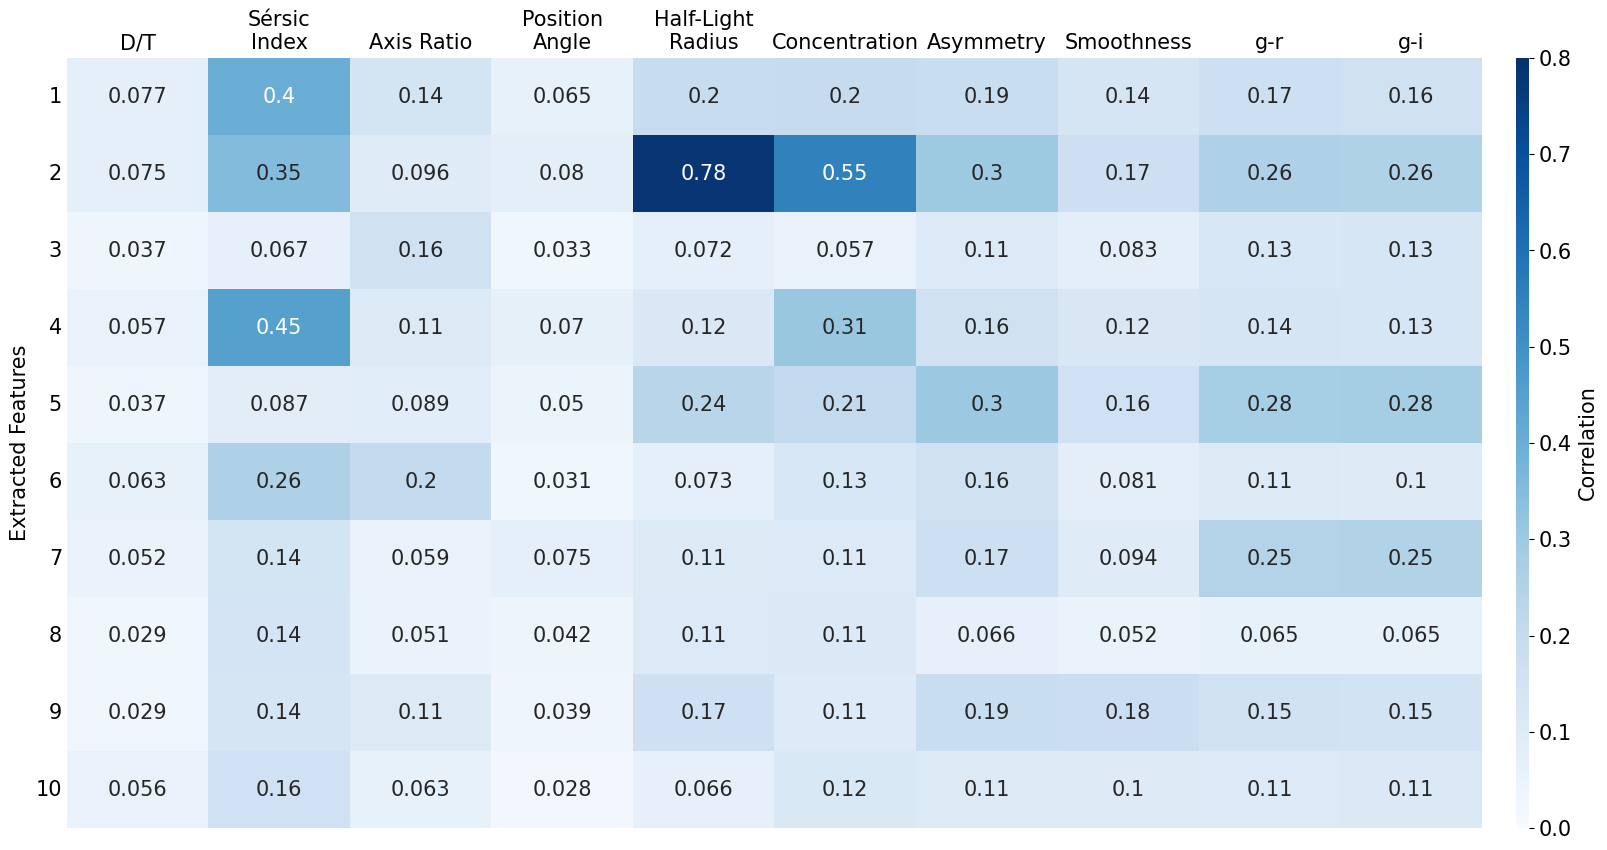 D/T Sérsic Index Axis Ratio Position Angle Half-Light Radius Concentration Asymmetry Smoothness g-r g-i
1 0.077 0.4 0.14 0.065 0.2 0.2 0.19 0.14 0.17 0.16
2 0.075 0.35 0.096 0.08 0.78 0.55 0.3 0.17 0.26 0.26
3 0.037 0.067 0.16 0.033 0.072 0.057 0.11 0.083 0.13 0.13
4 0.057 0.45 0.11 0.07 0.12 0.31 0.16 0.12 0.14 0.13
5 0.037 0.087 0.089 0.05 0.24 0.21 0.3 0.16 0.28 0.28
6 0.063 0.26 0.2 0.031 0.073 0.13 0.16 0.081 0.11 0.1
7 0.052 0.14 0.059 0.075 0.11 0.11 0.17 0.094 0.25 0.25
8 0.029 0.14 0.051 0.042 0.11 0.11 0.066 0.052 0.065 0.065
9 0.029 0.14 0.11 0.039 0.17 0.11 0.19 0.18 0.15 0.15
10 0.056 0.16 0.063 0.028 0.066 0.12 0.11 0.1 0.11 0.11
Extracted Features
0.8
0.7
0.6
0.5
0.4
0.3
0.2
0.1
0.0
Correlation